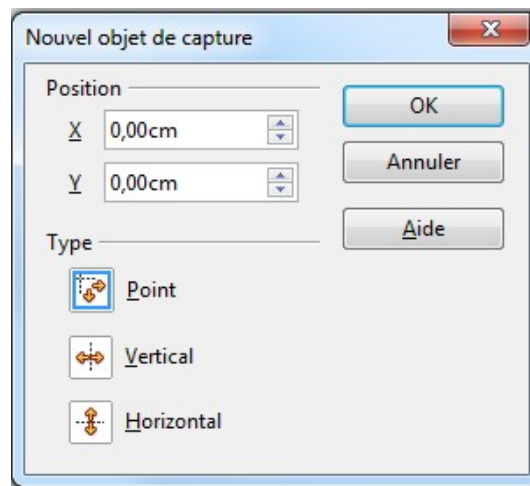 Nouvel objet de capture
Position
X 0,00cm
Y 0,00cm
OK
Annuler
Aide
Type
Point
Vertical
Horizontal